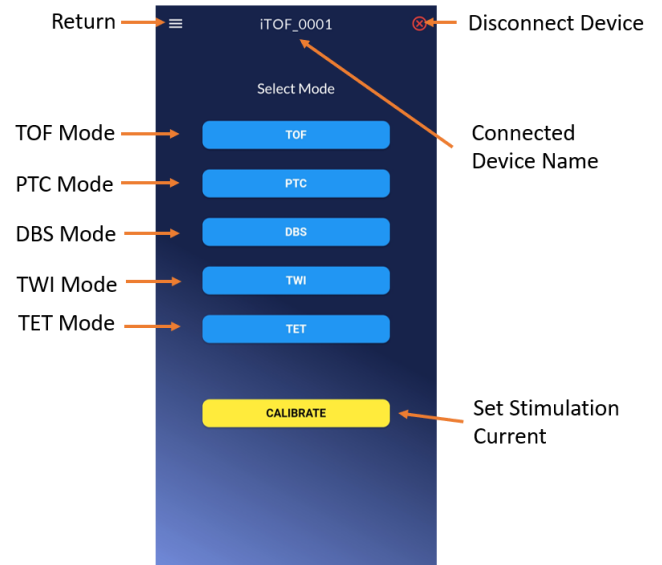 Return
iTOF_0001
Disconnect Device
Select Mode
TOF Mode
TOF
Connected
Device Name
PTC Mode
PTC
DBS Mode
DBS
TWI Mode
TWI
TET Mode
TET
CALIBRATE
Set Stimulation
Current